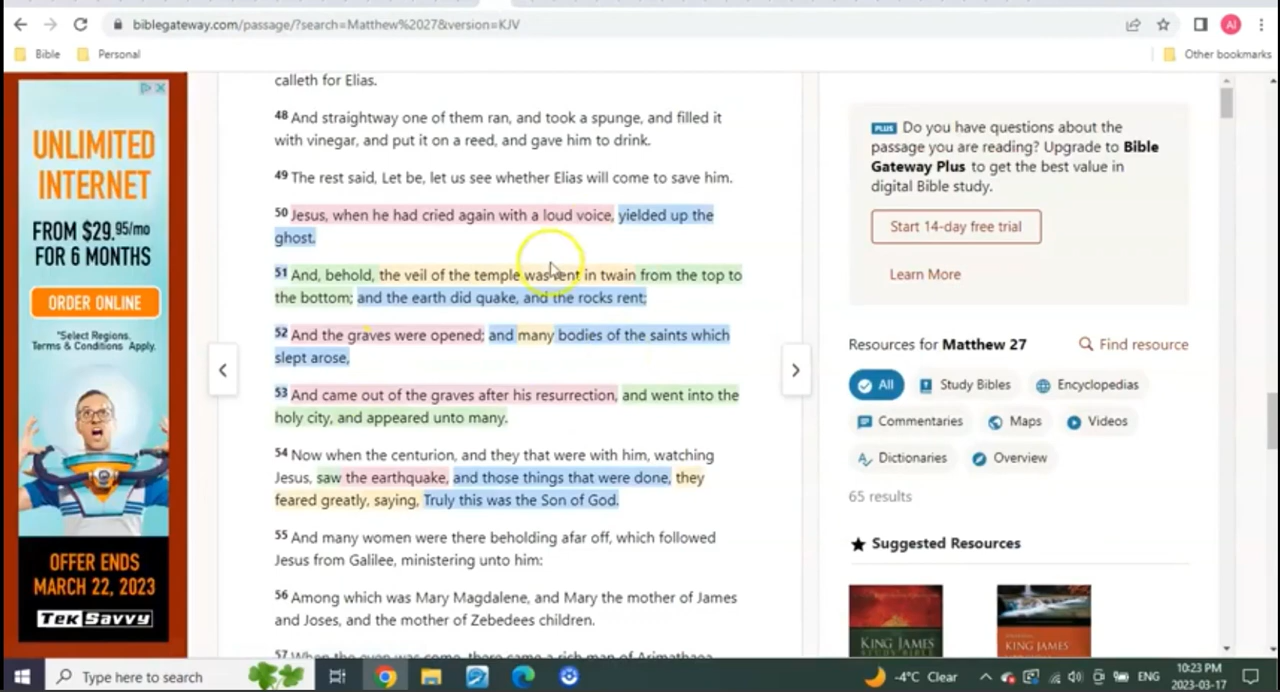 biblegateway.com/passage/?search=Matthew%2027&version=KJV
AI
Bible
Personal
Other bookmarks
UNLIMITED
INTERNET
FROM $29.95/mo
FOR 6 MONTHS
ORDER ONLINE
*Select Regions.
Terms & Conditions Apply.
OFFER ENDS
MARCH 22, 2023
TekSavvy
calleth for Elias.
48 And straightway one of them ran, and took a spunge, and filled it
with vinegar, and put it on a reed, and gave him to drink.
49 The rest said, Let be, let us see whether Elias will come to save him.
50 Jesus, when he had cried again with a loud voice, yielded up the
ghost.
51 And, behold, the veil of the temple was rent in twain from the top to
the bottom; and the earth did quake, and the rocks rent;
52 And the graves were opened; and many bodies of the saints which
slept arose,
53 And came out of the graves after his resurrection, and went into the
holy city, and appeared unto many.
54 Now when the centurion, and they that were with him, watching
Jesus, saw the earthquake, and those things that were done, they
feared greatly, saying, Truly this was the Son of God.
55 And many women were there beholding afar off, which followed
Jesus from Galilee, ministering unto him:
56 Among which was Mary Magdalene, and Mary the mother of James
and Joses, and the mother of Zebedees children.
57 When the even was come, there came a rich man of Arimathaea,
PLUS Do you have questions about the
passage you are reading? Upgrade to Bible
Gateway Plus to get the best value in
digital Bible study.
Start 14-day free trial
Learn More
Resources for Matthew 27
Find resource
All
Study Bibles
Encyclopedias
Commentaries
Maps
Videos
Dictionaries
Overview
65 results
Suggested Resources
KING JAMES
KING JAMES
Type here to search
-4°C Clear
ENG
10:23 PM
2023-03-17